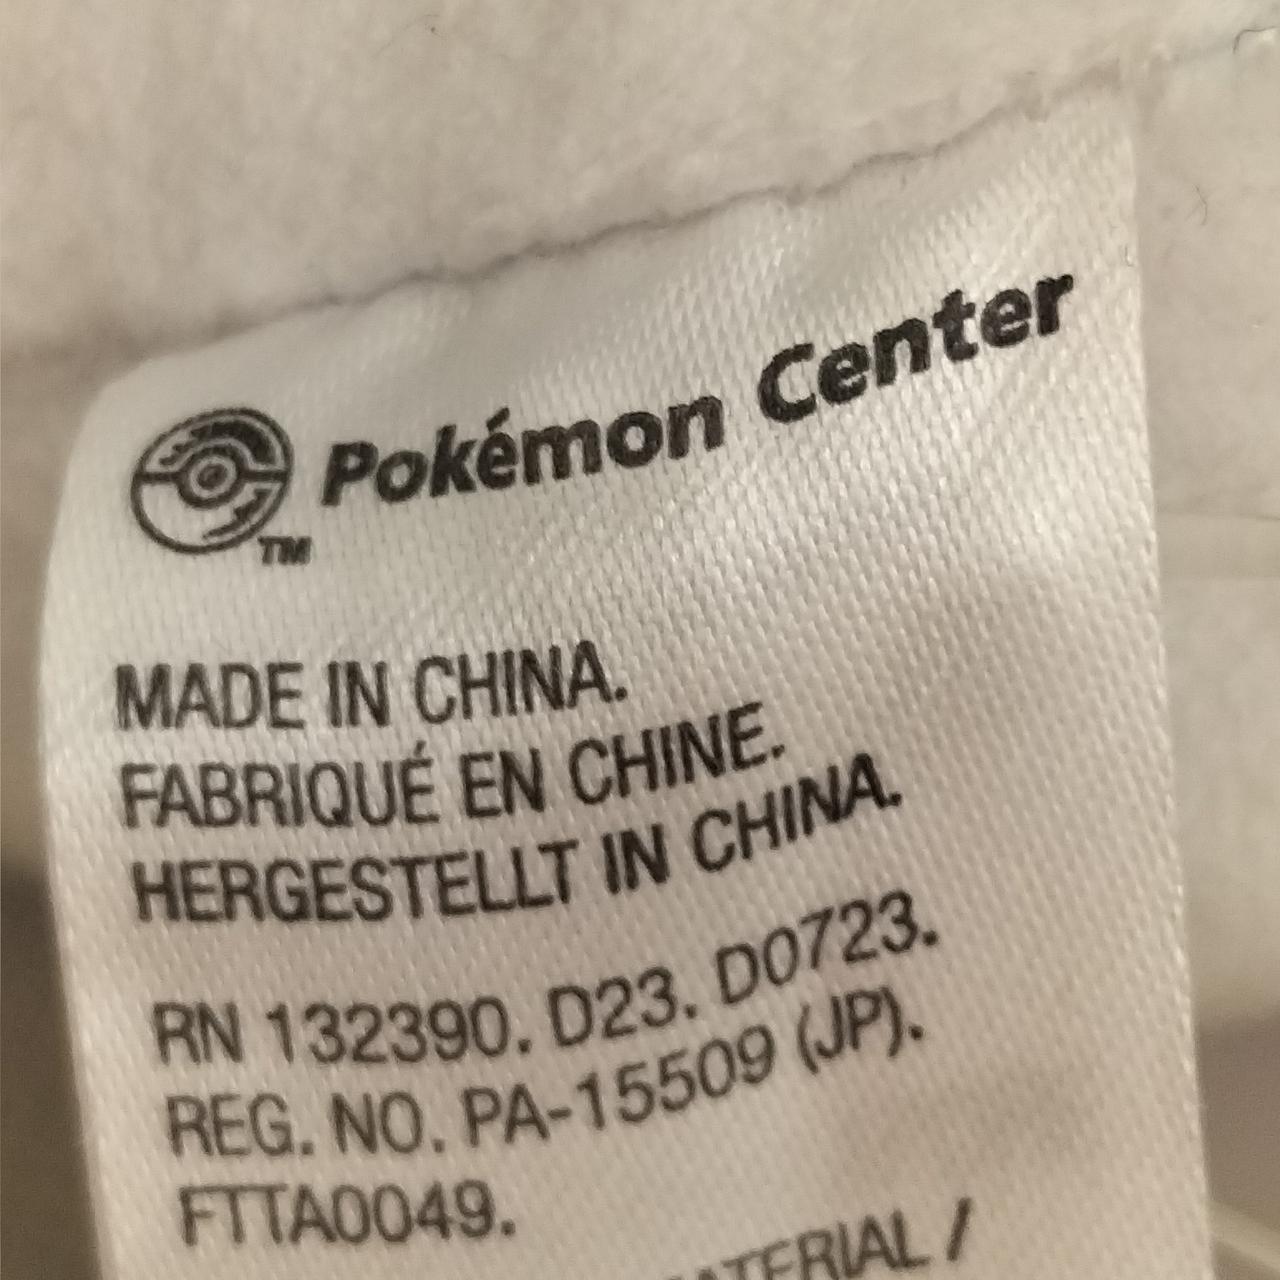 Pokémon Center
TM
MADE IN CHINA.
FABRIQUÉ EN CHINE.
HERGESTELLT IN CHINA.
RN 132390. D23. D0723.
REG. NO. PA-15509 (JP).
FTTA0049.
MATERIAL /